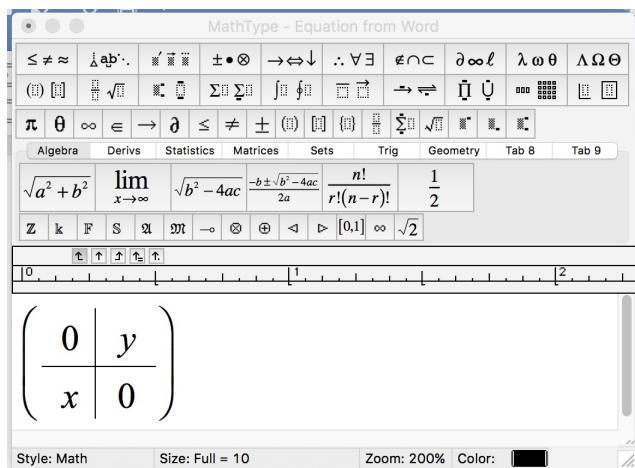 MathType - Equation from Word
≤ ≠ ≈ ȧb ± • ⊗ → ⇔ ↓ ∴ ∀ ∃ ∉ ∩ ⊂ ∂ ∞ ℓ λ ω θ Λ Ω Θ
π θ ∞ ∈ → ∂ ≤ ≠ ±
Algebra Derivs Statistics Matrices Sets Trig Geometry Tab 8 Tab 9
√(a² + b²) lim x→∞ √(b² − 4ac) (−b ± √(b² − 4ac))/2a n!/(r!(n − r)!) 1/2
ℤ 𝕜 𝔽 𝕊 𝔄 𝔐 ⊸ ⊗ ⊕ ⊲ ⊳ [0,1] ∞ √2
0 1 2
0 y
x 0
Style: Math Size: Full = 10 Zoom: 200% Color: